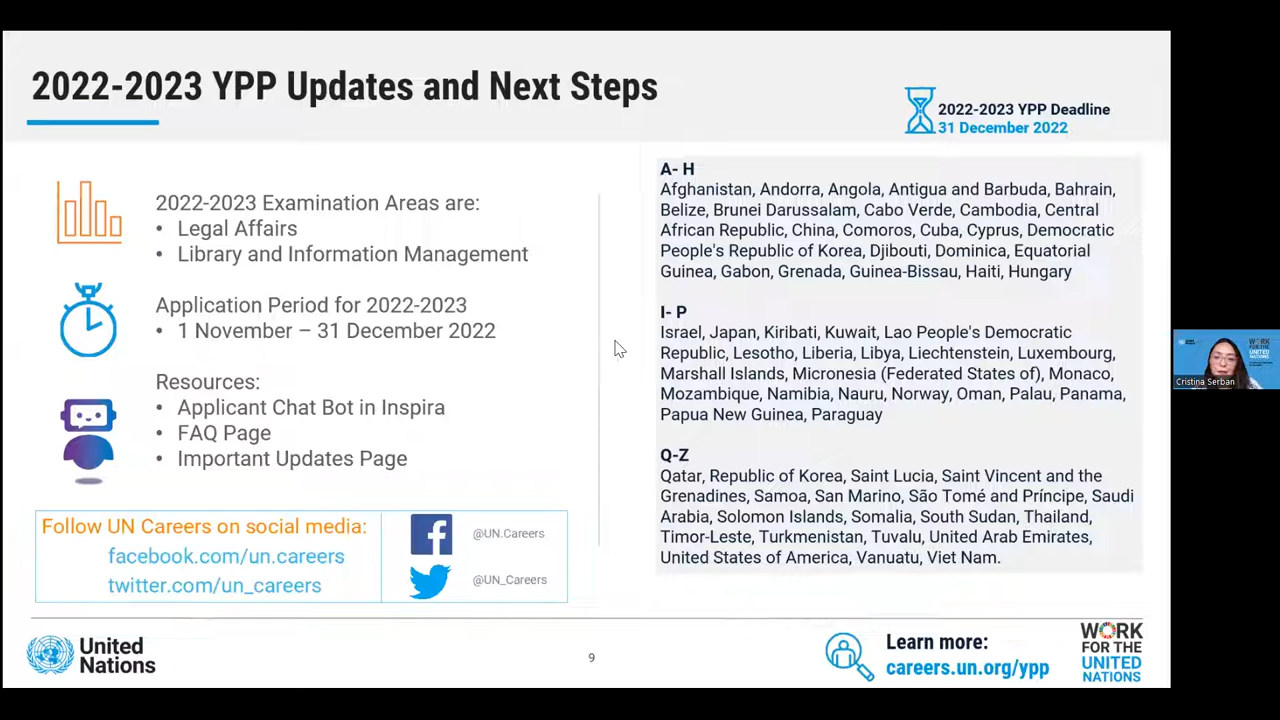 2022-2023 YPP Updates and Next Steps
2022-2023 YPP Deadline
31 December 2022
2022-2023 Examination Areas are:
• Legal Affairs
• Library and Information Management
Application Period for 2022-2023
• 1 November – 31 December 2022
Resources:
• Applicant Chat Bot in Inspira
• FAQ Page
• Important Updates Page
Follow UN Careers on social media:
facebook.com/un.careers
twitter.com/un_careers
@UN.Careers
@UN_Careers
A- H
Afghanistan, Andorra, Angola, Antigua and Barbuda, Bahrain,
Belize, Brunei Darussalam, Cabo Verde, Cambodia, Central
African Republic, China, Comoros, Cuba, Cyprus, Democratic
People's Republic of Korea, Djibouti, Dominica, Equatorial
Guinea, Gabon, Grenada, Guinea-Bissau, Haiti, Hungary
I- P
Israel, Japan, Kiribati, Kuwait, Lao People's Democratic
Republic, Lesotho, Liberia, Libya, Liechtenstein, Luxembourg,
Marshall Islands, Micronesia (Federated States of), Monaco,
Mozambique, Namibia, Nauru, Norway, Oman, Palau, Panama,
Papua New Guinea, Paraguay
Q-Z
Qatar, Republic of Korea, Saint Lucia, Saint Vincent and the
Grenadines, Samoa, San Marino, São Tomé and Príncipe, Saudi
Arabia, Solomon Islands, Somalia, South Sudan, Thailand,
Timor-Leste, Turkmenistan, Tuvalu, United Arab Emirates,
United States of America, Vanuatu, Viet Nam.
United
Nations
9
Learn more:
careers.un.org/ypp
WORK
FOR THE
UNITED
NATIONS
WORK
FOR THE
UNITED
NATIONS
Cristina Serban